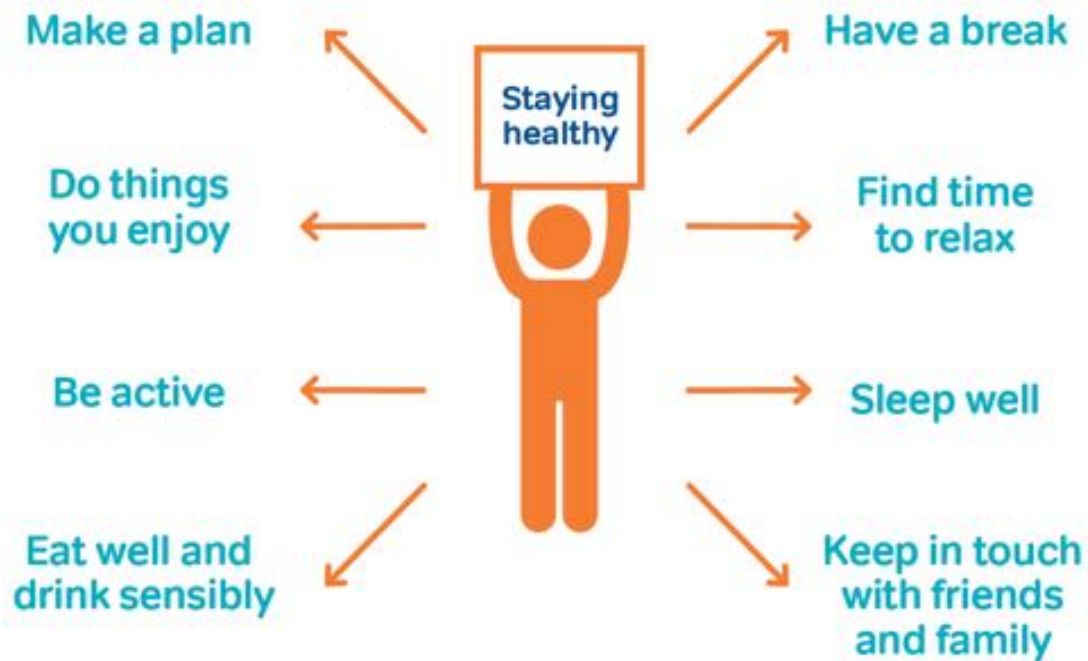 Make a plan
Have a break
Staying
healthy
Do things
you enjoy
Find time
to relax
Be active
Sleep well
Eat well and
drink sensibly
Keep in touch
with friends
and family